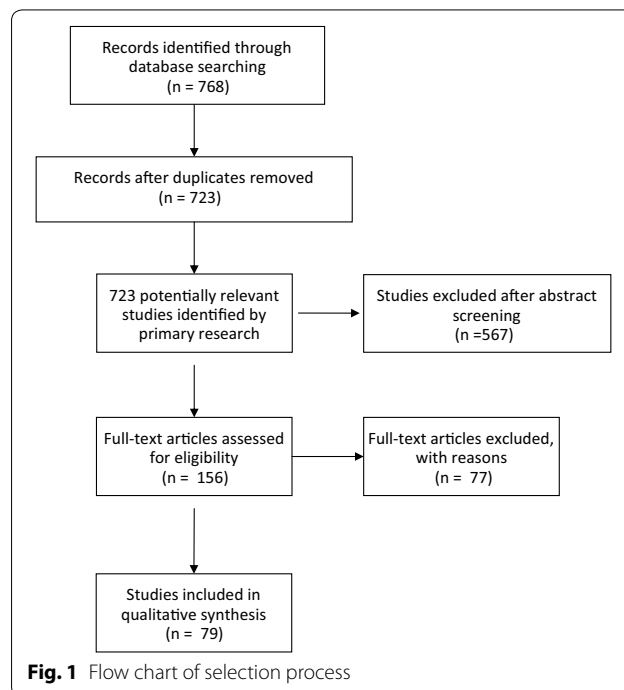 Records identified through
database searching
(n = 768)
Records after duplicates removed
(n = 723)
723 potentially relevant
studies identified by
primary research
Studies excluded after abstract
screening
(n =567)
Full-text articles assessed
for eligibility
(n = 156)
Full-text articles excluded,
with reasons
(n = 77)
Studies included in
qualitative synthesis
(n = 79)
Fig. 1 Flow chart of selection process